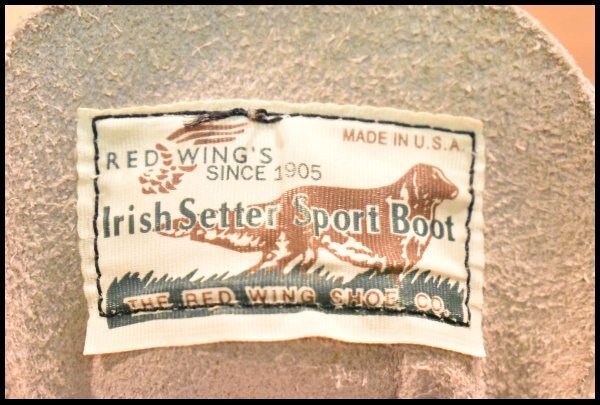 MADE IN U.S.A
RED WING'S
SINCE 1905
Irish Setter Sport Boot
THE RED WING SHOE CO.